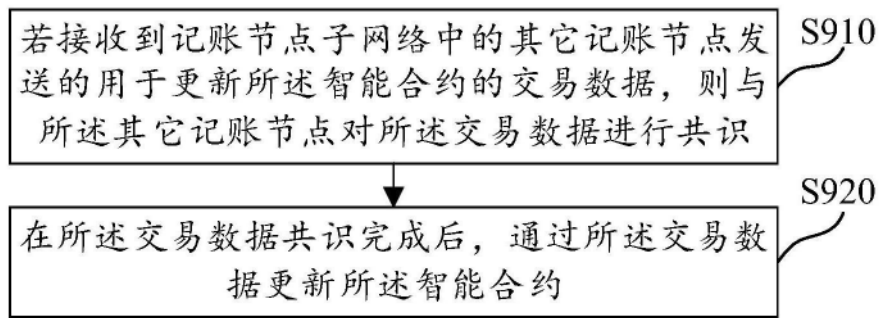 若接收到记账节点子网络中的其它记账节点发
送的用于更新所述智能合约的交易数据，则与
所述其它记账节点对所述交易数据进行共识
S910
在所述交易数据共识完成后，通过所述交易数
据更新所述智能合约
S920